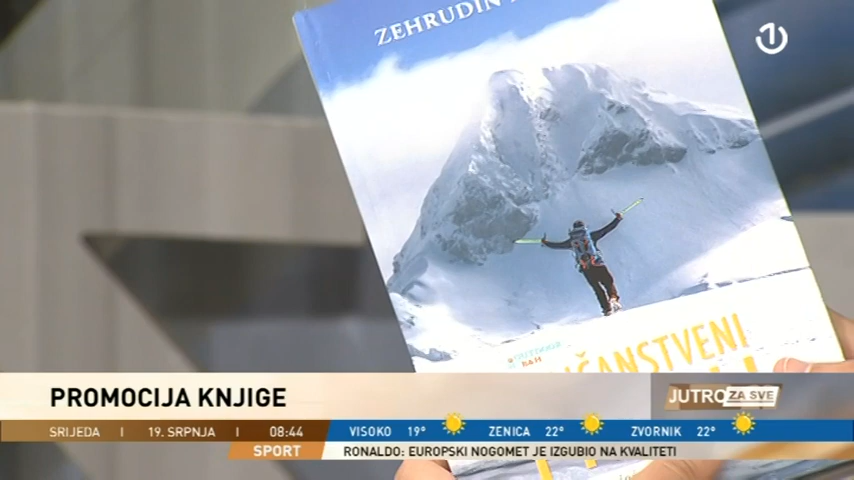 ZEHRUDIN
OUTDOOR
B&H
PROMOCIJA KNJIGE
JUTRO ZA SVE
SRIJEDA I 19. SRPNJA I 08:44 VISOKO 19° ZENICA 22° ZVORNIK 22°
SPORT RONALDO: EUROPSKI NOGOMET JE IZGUBIO NA KVALITETI